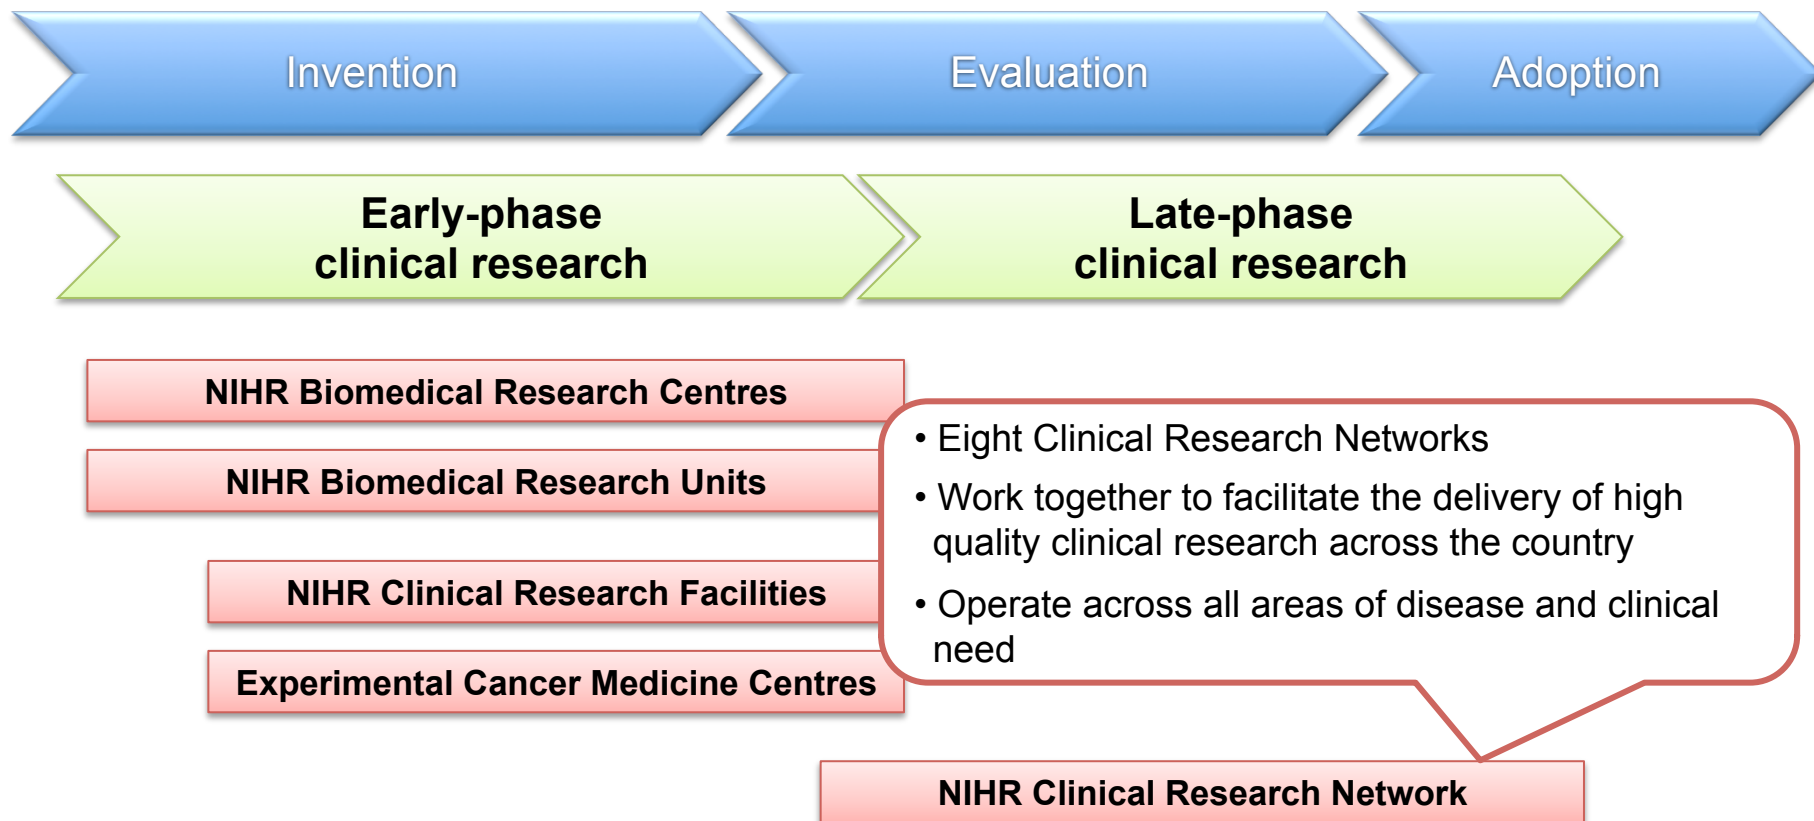 Invention
Evaluation
Adoption
Early-phase
clinical research
Late-phase
clinical research
NIHR Biomedical Research Centres
NIHR Biomedical Research Units
NIHR Clinical Research Facilities
Experimental Cancer Medicine Centres
• Eight Clinical Research Networks
• Work together to facilitate the delivery of high
quality clinical research across the country
• Operate across all areas of disease and clinical
need
NIHR Clinical Research Network